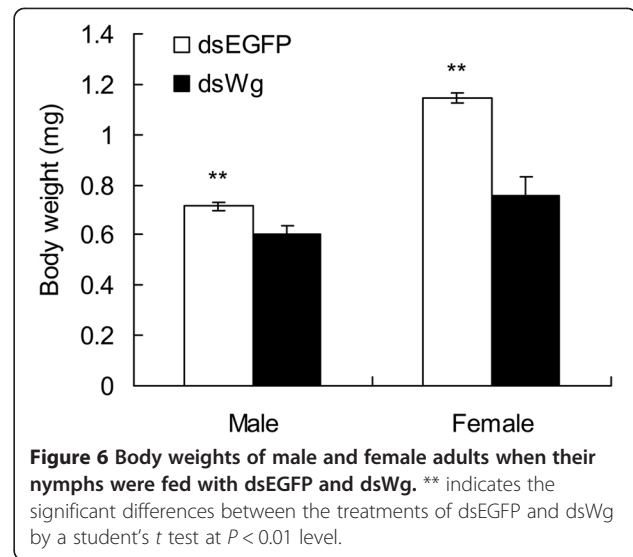 1.4
1.2
1
0.8
0.6
0.4
0.2
0
Body weight (mg)
dsEGFP
dsWg
**
**
Male
Female
Figure 6 Body weights of male and female adults when their
nymphs were fed with dsEGFP and dsWg. ** indicates the
significant differences between the treatments of dsEGFP and dsWg
by a student's t test at P < 0.01 level.